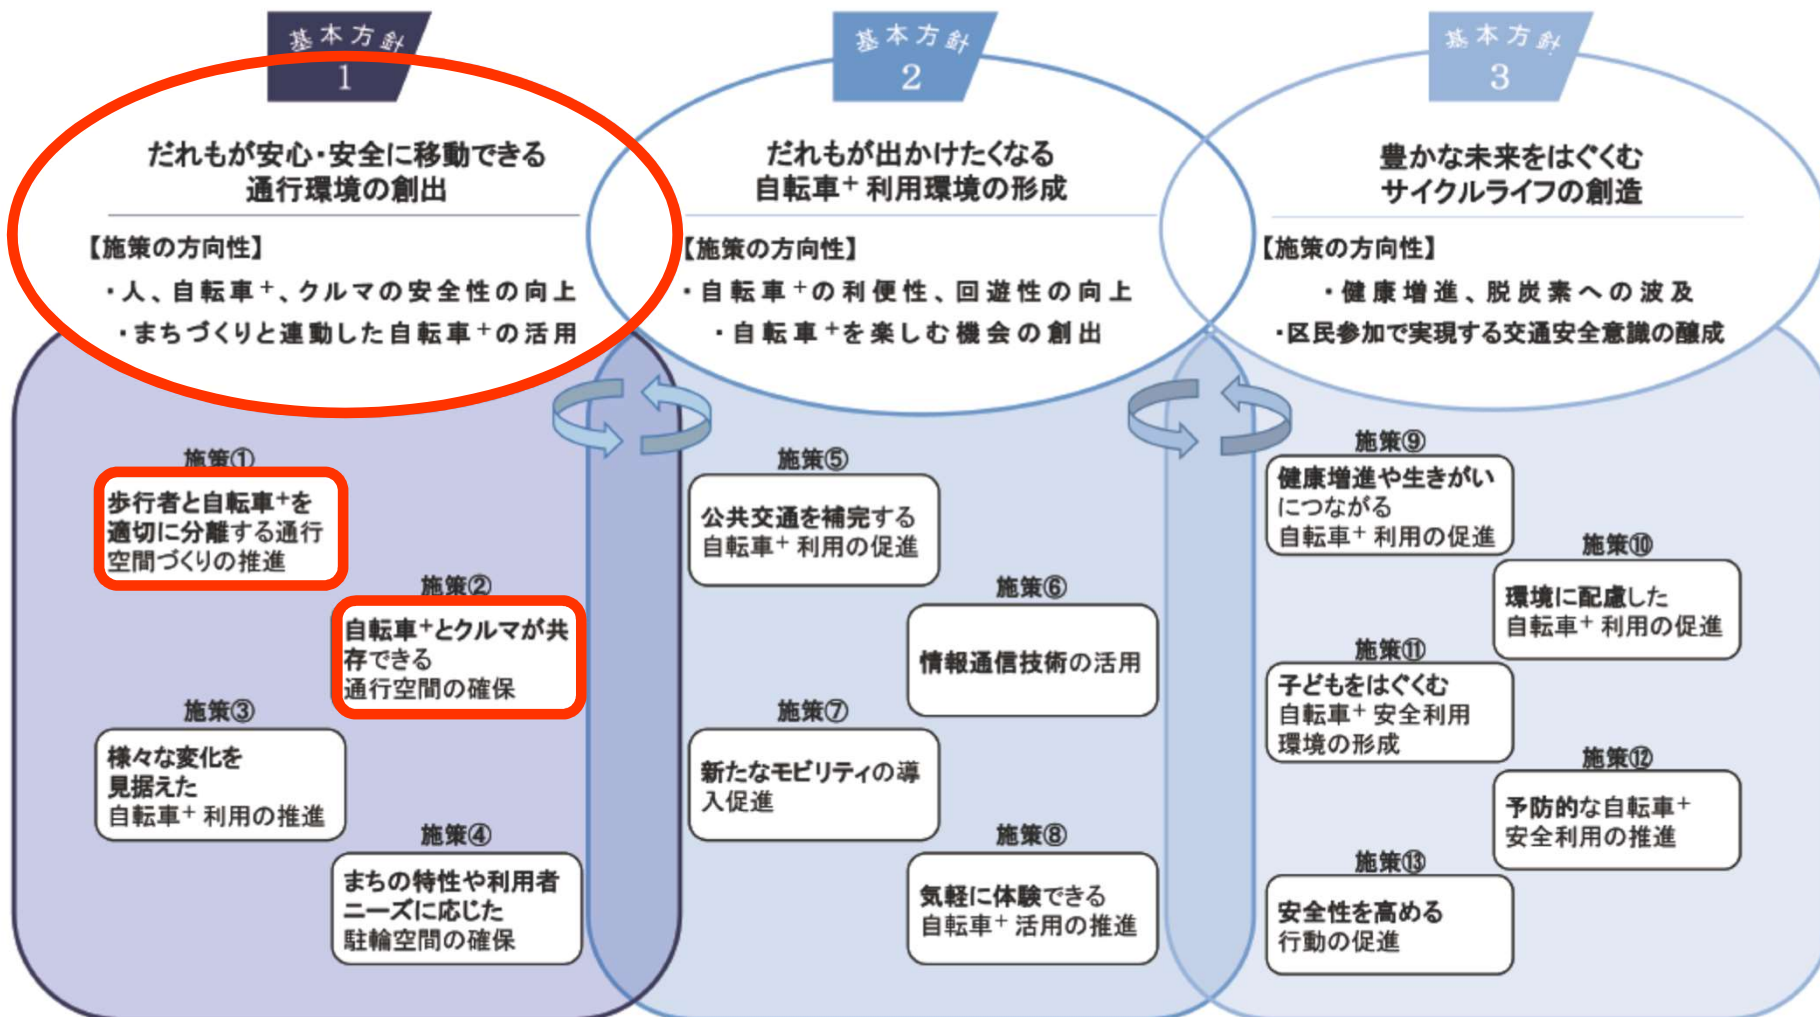 基本方針
1
だれもが安心・安全に移動できる
通行環境の創出
【施策の方向性】
・人、自転車⁺、クルマの安全性の向上
・まちづくりと連動した自転車⁺の活用
施策①
歩行者と自転車⁺を
適切に分離する通行
空間づくりの推進
施策②
自転車⁺とクルマが共
存できる
通行空間の確保
施策③
様々な変化を
見据えた
自転車⁺ 利用の推進
施策④
まちの特性や利用者
ニーズに応じた
駐輪空間の確保
基本方針
2
だれもが出かけたくなる
自転車⁺ 利用環境の形成
【施策の方向性】
・自転車⁺の利便性、回遊性の向上
・自転車⁺を楽しむ機会の創出
施策⑤
公共交通を補完する
自転車⁺ 利用の促進
施策⑥
情報通信技術の活用
施策⑦
新たなモビリティの導
入促進
施策⑧
気軽に体験できる
自転車⁺ 活用の推進
基本方針
3
豊かな未来をはぐくむ
サイクルライフの創造
【施策の方向性】
・健康増進、脱炭素への波及
・区民参加で実現する交通安全意識の醸成
施策⑨
健康増進や生きがい
につながる
自転車⁺ 利用の促進
施策⑩
環境に配慮した
自転車⁺ 利用の促進
施策⑪
子どもをはぐくむ
自転車⁺ 安全利用
環境の形成
施策⑫
予防的な自転車⁺
安全利用の推進
施策⑬
安全性を高める
行動の促進